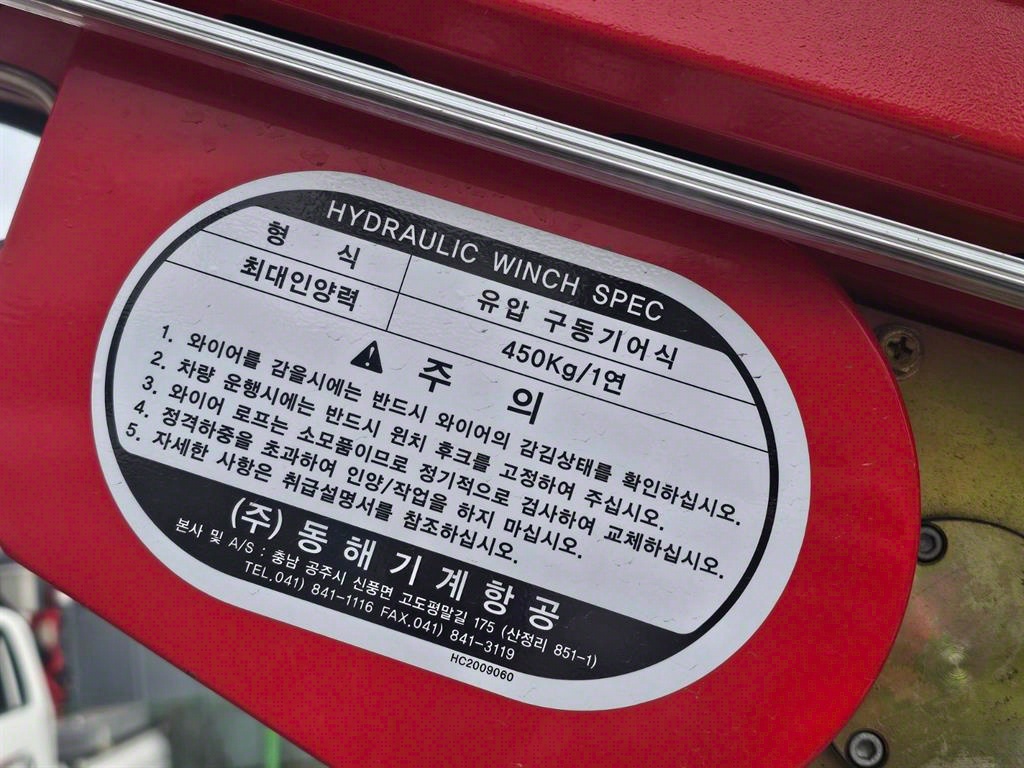 HYDRAULIC WINCH SPEC
형 식 유압 구동기어식
최대인양력 450Kg/1연
주 의
1. 와이어를 감을시에는 반드시 와이어의 감김상태를 확인하십시오.
2. 차량 운행시에는 반드시 윈치 후크를 고정하여 주십시오.
3. 와이어 로프는 소모품이므로 정기적으로 검사하여 교체하십시오.
4. 정격하중을 초과하여 인양/작업을 하지 마십시오.
5. 자세한 사항은 취급설명서를 참조하십시오.
(주) 동해기계항공
본사 및 A/S : 충남 공주시 신풍면 고도평말길 175 (산정리 851-1)
TEL.041) 841-1116 FAX.041) 841-3119
HC2009060